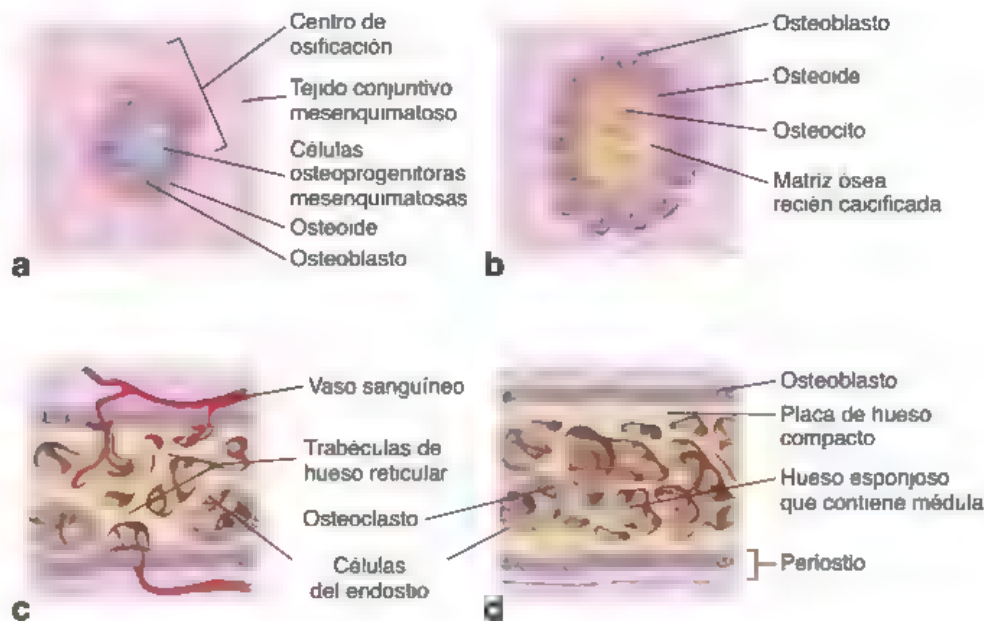 Centro de
osificación
Tejido conjuntivo
mesenquimatoso
Células
osteoprogenitoras
mesenquimatosas
Osteoide
Osteoblasto
a
Osteoblasto
Osteoide
Osteocito
Matriz ósea
recién calcificada
b
Vaso sanguíneo
Trabéculas de
hueso reticular
Osteoclasto
Células
del endostio
c
Osteoblasto
Placa de hueso
compacto
Hueso esponjoso
que contiene médula
Periostio
d